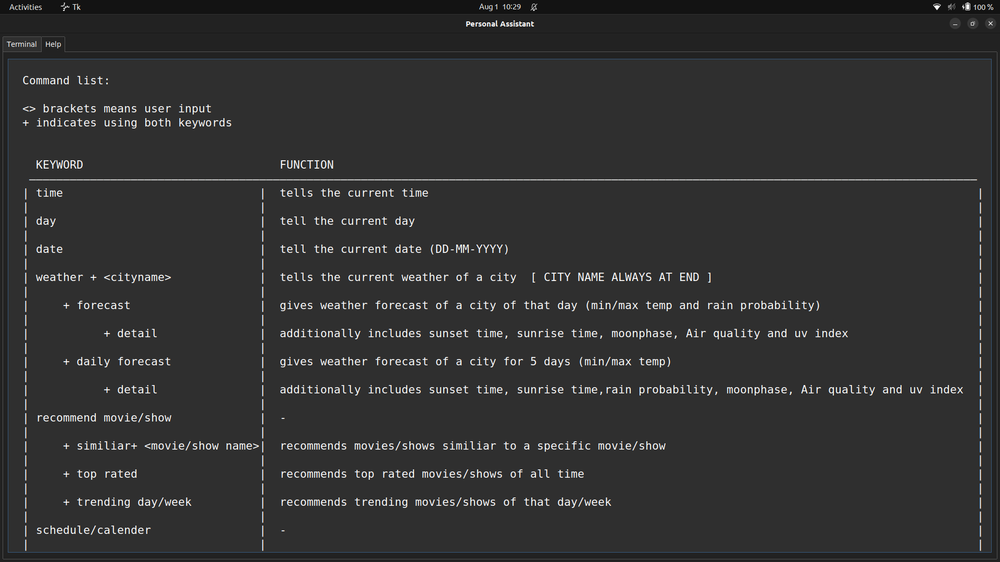 Activities Tk Aug 1 10:29 100 %
Personal Assistant
Terminal Help
Command list:
<> brackets means user input
+ indicates using both keywords
KEYWORD FUNCTION
| time | tells the current time |
| day | tell the current day |
| date | tell the current date (DD-MM-YYYY) |
| weather + <cityname> | tells the current weather of a city [ CITY NAME ALWAYS AT END ] |
| + forecast | gives weather forecast of a city of that day (min/max temp and rain probability) |
| + detail | additionally includes sunset time, sunrise time, moonphase, Air quality and uv index |
| + daily forecast | gives weather forecast of a city for 5 days (min/max temp) |
| + detail | additionally includes sunset time, sunrise time,rain probability, moonphase, Air quality and uv index |
| recommend movie/show | - |
| + similiar+ <movie/show name>| recommends movies/shows similiar to a specific movie/show |
| + top rated | recommends top rated movies/shows of all time |
| + trending day/week | recommends trending movies/shows of that day/week |
| schedule/calender | - |